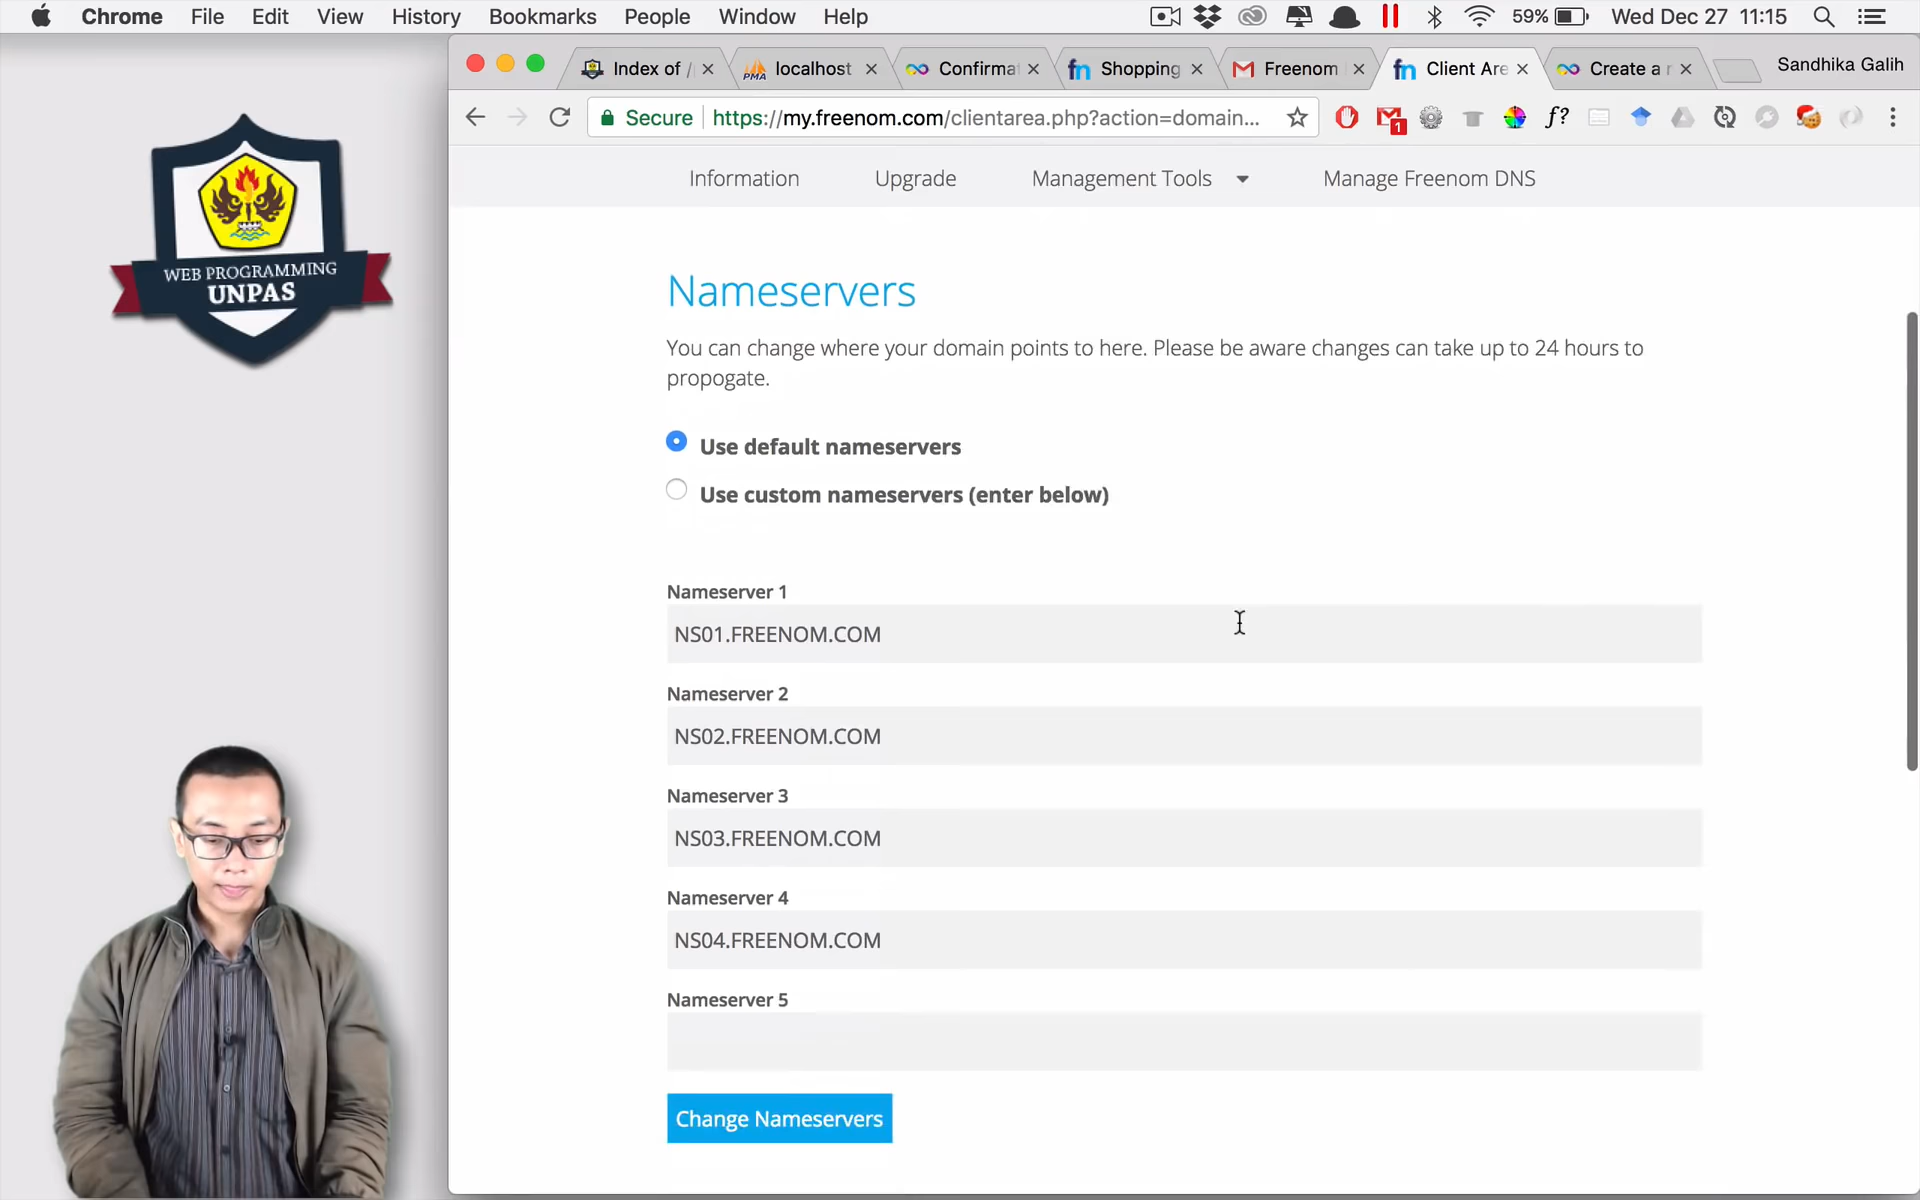 Chrome File Edit View History Bookmarks People Window Help
59% Wed Dec 27 11:15
Index of / localhost Confirma Shopping Freenom Client Are Create a r Sandhika Galih
Secure https://my.freenom.com/clientarea.php?action=domain...
f?
1
Information Upgrade Management Tools Manage Freenom DNS
WEB PROGRAMMING
UNPAS
Nameservers
You can change where your domain points to here. Please be aware changes can take up to 24 hours to
propogate.
Use default nameservers
Use custom nameservers (enter below)
Nameserver 1
NS01.FREENOM.COM
Nameserver 2
NS02.FREENOM.COM
Nameserver 3
NS03.FREENOM.COM
Nameserver 4
NS04.FREENOM.COM
Nameserver 5
Change Nameservers